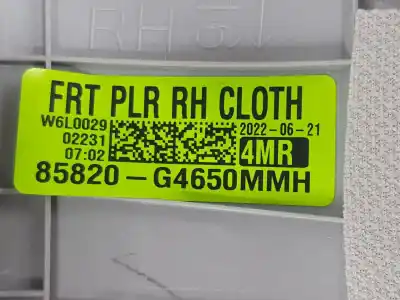 RH
FRT PLR RH CLOTH
W6L0029
02231
07:02
2022-06-21
4MR
85820-G4650MMH